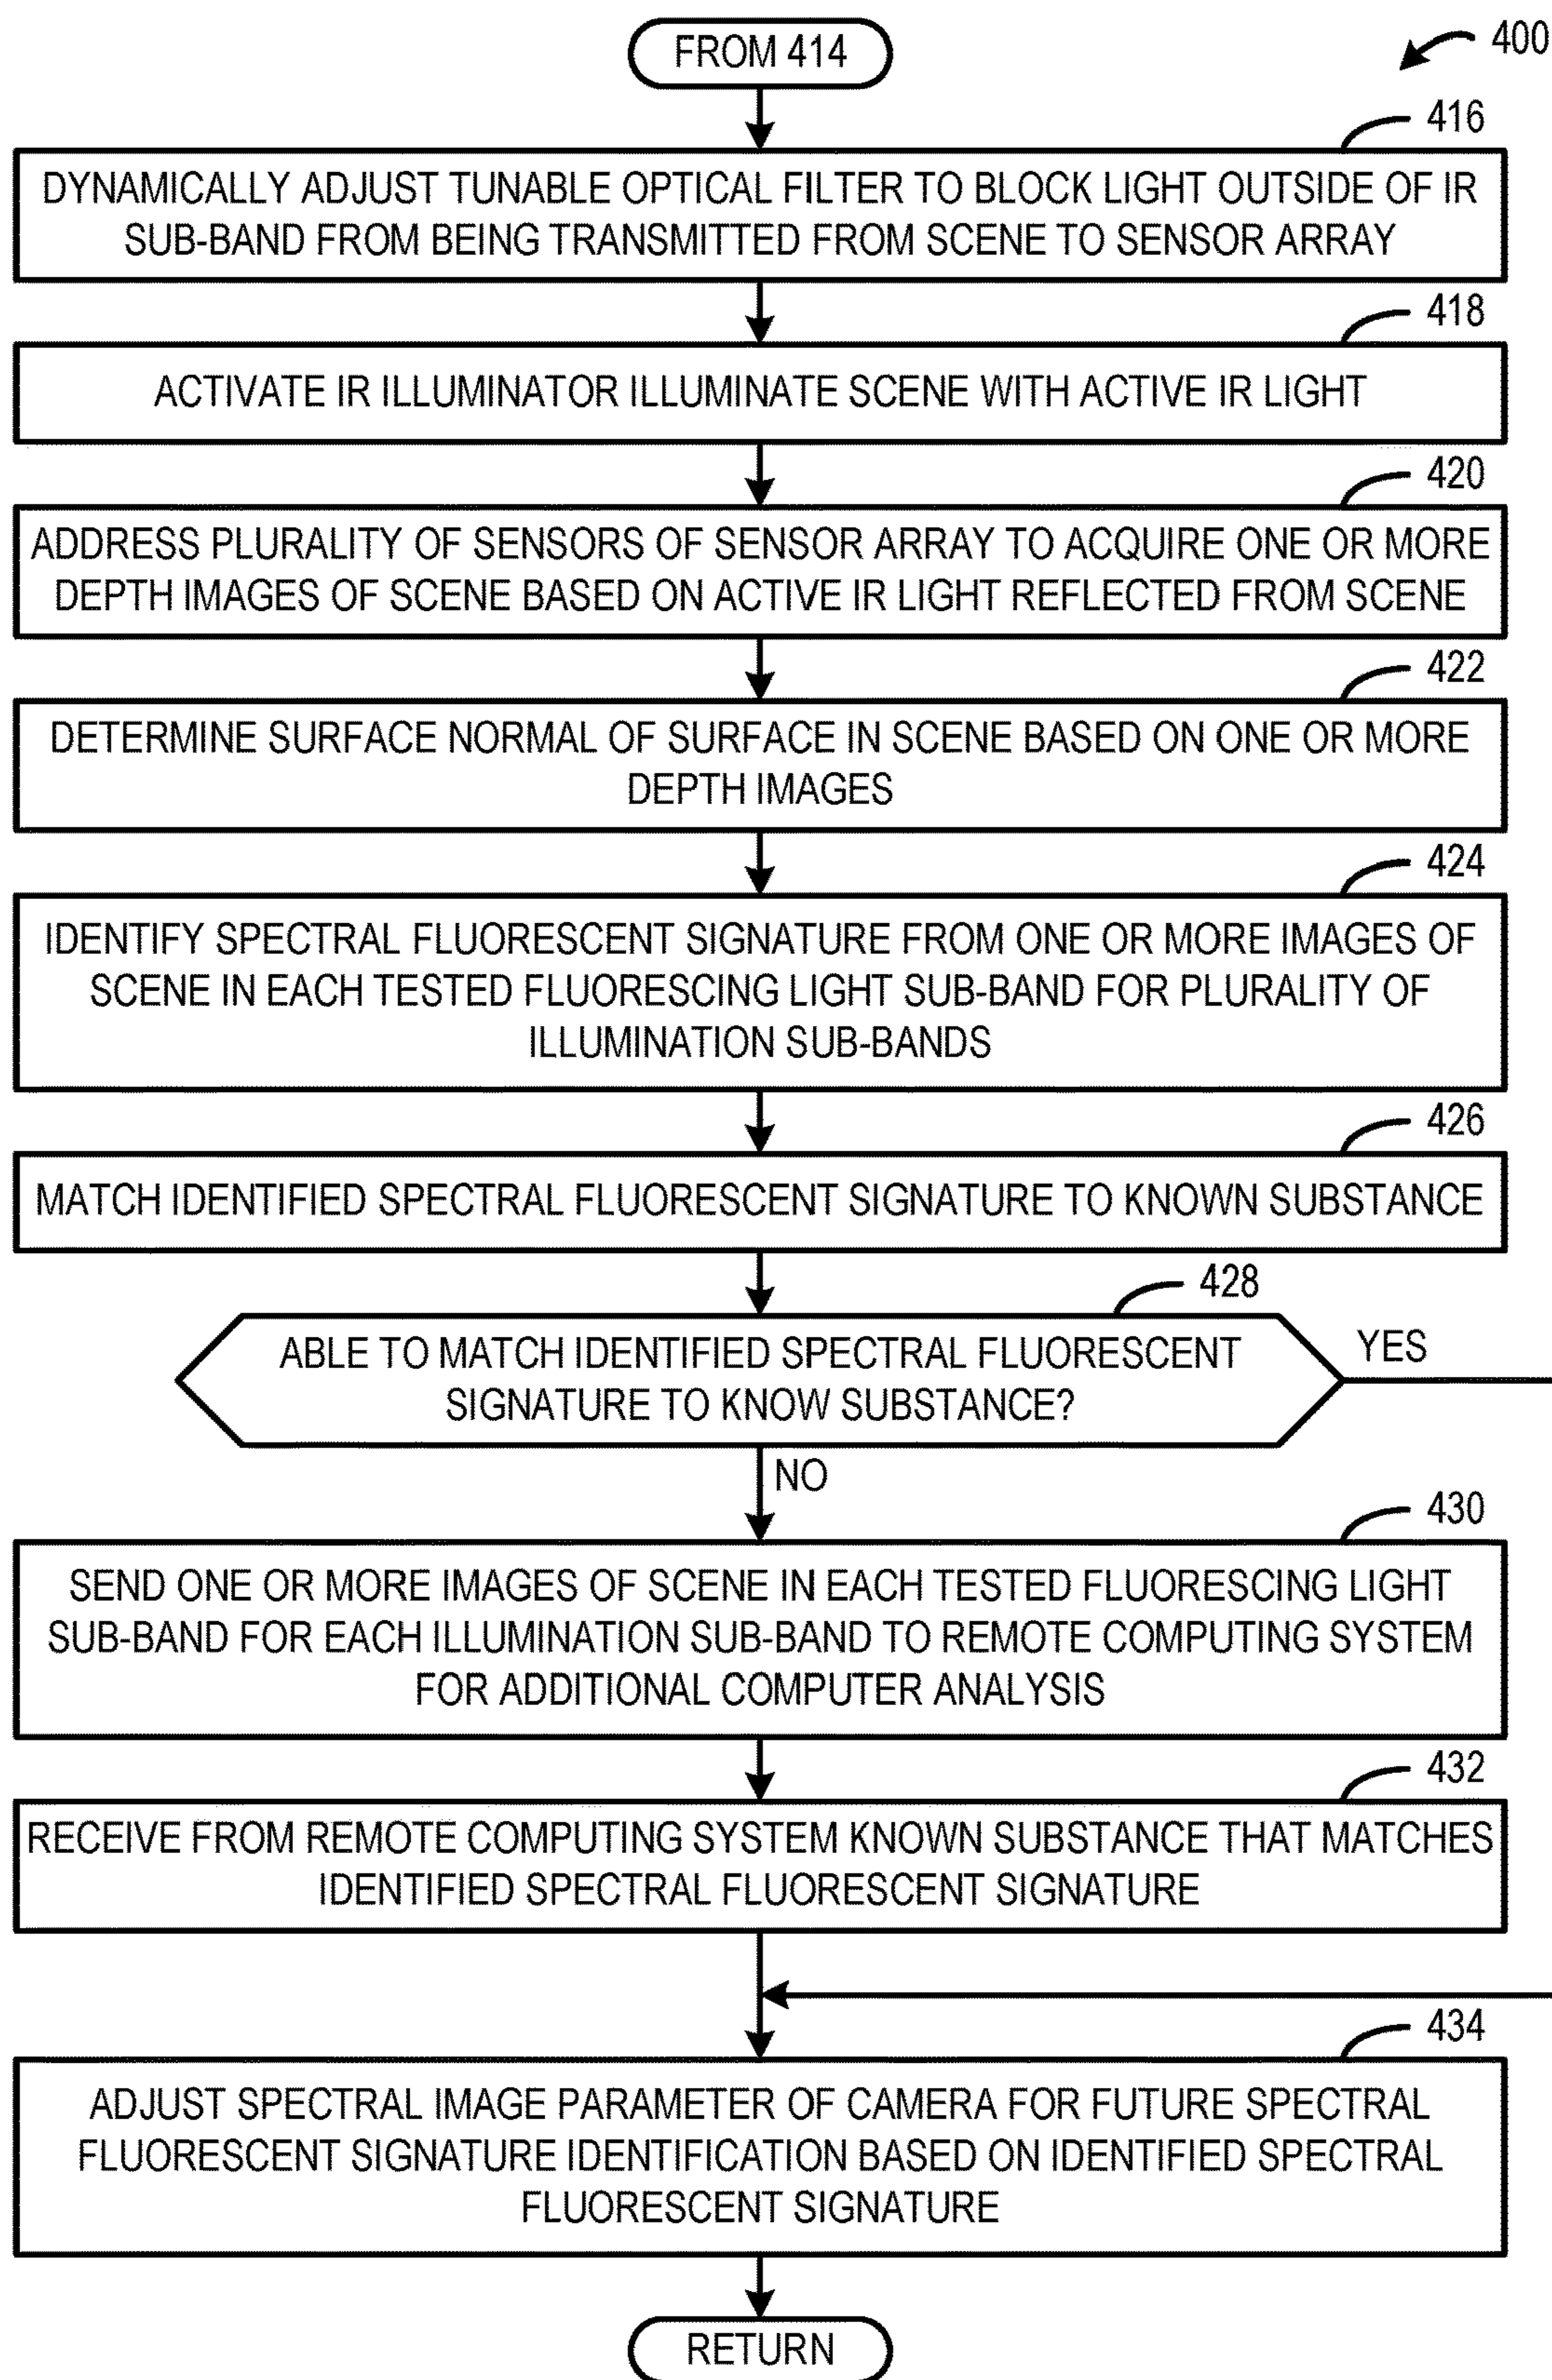 FROM 414
400
416
DYNAMICALLY ADJUST TUNABLE OPTICAL FILTER TO BLOCK LIGHT OUTSIDE OF IR
SUB-BAND FROM BEING TRANSMITTED FROM SCENE TO SENSOR ARRAY
418
ACTIVATE IR ILLUMINATOR ILLUMINATE SCENE WITH ACTIVE IR LIGHT
420
ADDRESS PLURALITY OF SENSORS OF SENSOR ARRAY TO ACQUIRE ONE OR MORE
DEPTH IMAGES OF SCENE BASED ON ACTIVE IR LIGHT REFLECTED FROM SCENE
422
DETERMINE SURFACE NORMAL OF SURFACE IN SCENE BASED ON ONE OR MORE
DEPTH IMAGES
424
IDENTIFY SPECTRAL FLUORESCENT SIGNATURE FROM ONE OR MORE IMAGES OF
SCENE IN EACH TESTED FLUORESCING LIGHT SUB-BAND FOR PLURALITY OF
ILLUMINATION SUB-BANDS
426
MATCH IDENTIFIED SPECTRAL FLUORESCENT SIGNATURE TO KNOWN SUBSTANCE
428
ABLE TO MATCH IDENTIFIED SPECTRAL FLUORESCENT
SIGNATURE TO KNOW SUBSTANCE?
YES
NO
430
SEND ONE OR MORE IMAGES OF SCENE IN EACH TESTED FLUORESCING LIGHT
SUB-BAND FOR EACH ILLUMINATION SUB-BAND TO REMOTE COMPUTING SYSTEM
FOR ADDITIONAL COMPUTER ANALYSIS
432
RECEIVE FROM REMOTE COMPUTING SYSTEM KNOWN SUBSTANCE THAT MATCHES
IDENTIFIED SPECTRAL FLUORESCENT SIGNATURE
434
ADJUST SPECTRAL IMAGE PARAMETER OF CAMERA FOR FUTURE SPECTRAL
FLUORESCENT SIGNATURE IDENTIFICATION BASED ON IDENTIFIED SPECTRAL
FLUORESCENT SIGNATURE
RETURN